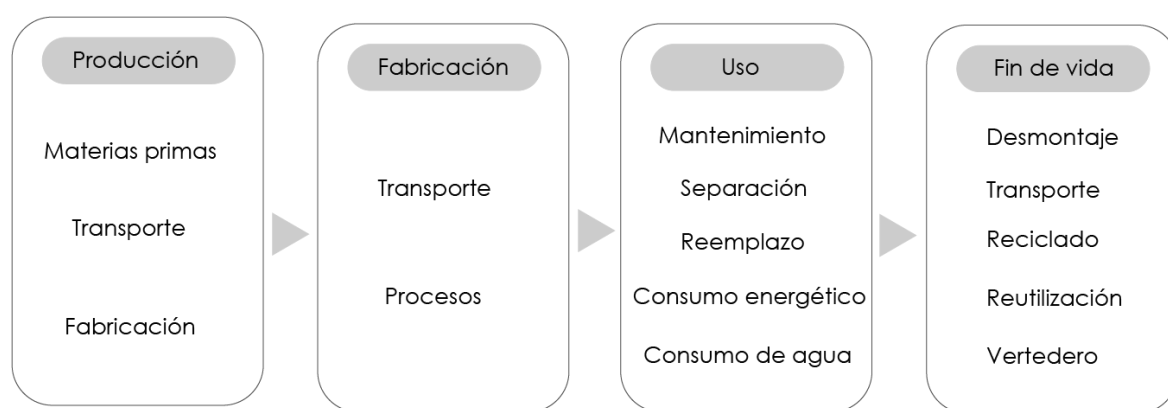 Producción
Materias primas
Transporte
Fabricación
Fabricación
Transporte
Procesos
Uso
Mantenimiento
Separación
Reemplazo
Consumo energético
Consumo de agua
Fin de vida
Desmontaje
Transporte
Reciclado
Reutilización
Vertedero